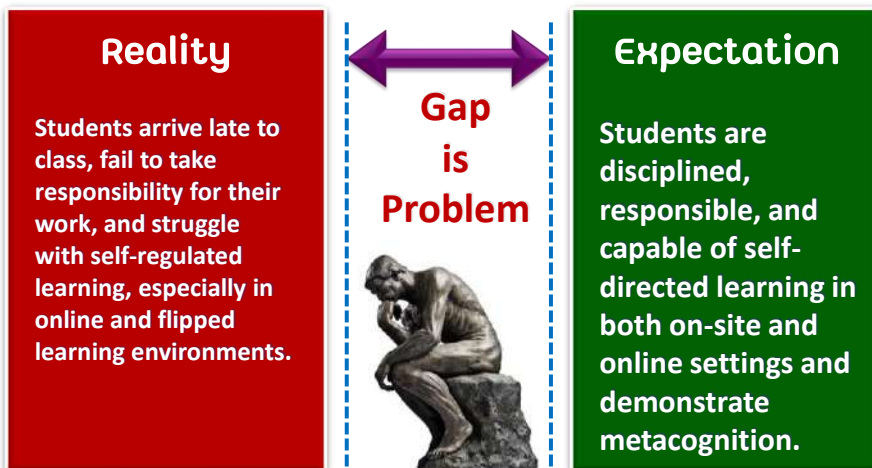 Reality
Students arrive late to
class, fail to take
responsibility for their
work, and struggle
with self-regulated
learning, especially in
online and flipped
learning environments.
Gap
is
Problem
Expectation
Students are
disciplined,
responsible, and
capable of self-
directed learning in
both on-site and
online settings and
demonstrate
metacognition.